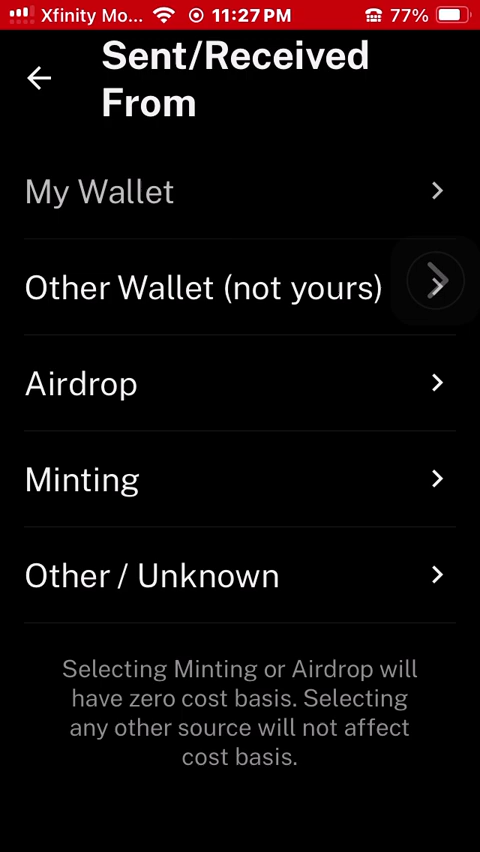 Xfinity Mo... 11:27 PM 77%
Sent/Received
From
My Wallet
Other Wallet (not yours)
Airdrop
Minting
Other / Unknown
Selecting Minting or Airdrop will
have zero cost basis. Selecting
any other source will not affect
cost basis.